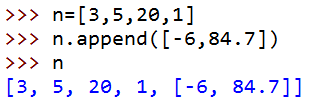 >>> n=[3,5,20,1]
>>> n.append([-6,84.7])
>>> n
[3, 5, 20, 1, [-6, 84.7]]